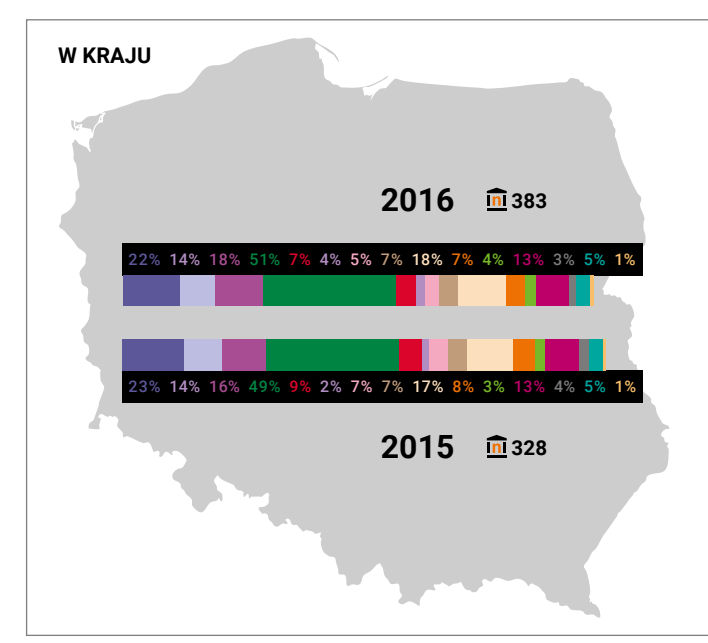 W KRAJU
2016 n 383
22% 14% 18% 51% 7% 4% 5% 7% 18% 7% 4% 13% 3% 5% 1%
23% 14% 16% 49% 9% 2% 7% 7% 17% 8% 3% 13% 4% 5% 1%
2015 n 328